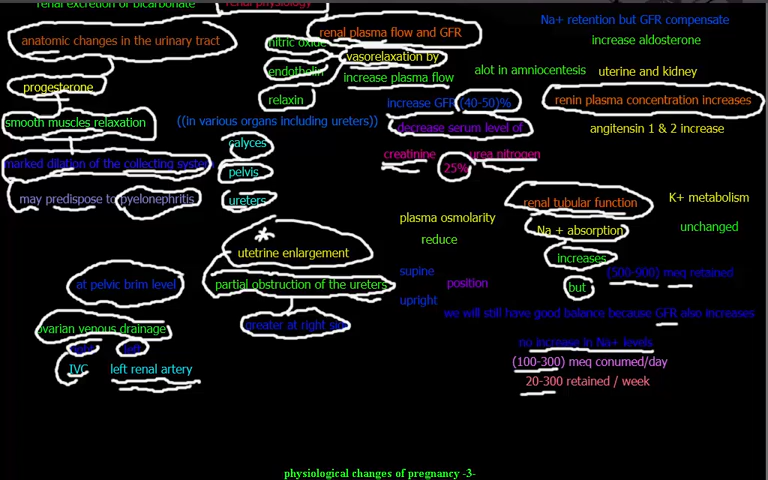 renal excretion of bicarbonate
renal physiology
anatomic changes in the urinary tract
progesterone
smooth muscles relaxation
marked dilation of the collecting system
may predispose to pyelonephritis
((in various organs including ureters))
calyces
pelvis
ureters
utetrine enlargement
partial obstruction of the ureters
greater at right side
at pelvic brim level
ovarian venous drainage
right left
IVC left renal artery
renal plasma flow and GFR
nitric oxide
endothelin
relaxin
vasorelaxation by
increase plasma flow
increase GFR (40-50)%
decrease serum level of
creatinine urea nitrogen
25%
plasma osmolarity
reduce
supine
upright
position
Na+ retention but GFR compensate
increase aldosterone
alot in amniocentesis
uterine and kidney
renin plasma concentration increases
angitensin 1 & 2 increase
renal tubular function
Na + absorption
increases
but
(500-900) meq retained
we will still have good balance because GFR also increases
no increase in Na+ levels
(100-300) meq conumed/day
20-300 retained / week
K+ metabolism
unchanged
physiological changes of pregnancy -3-